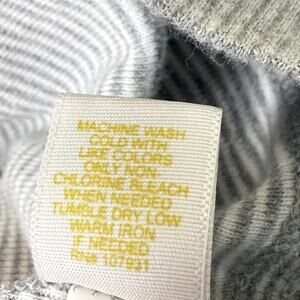 MACHINE WASH
COLD WITH
LIKE COLORS
ONLY NON
CHLORINE BLEACH
WHEN NEEDED
TUMBLE DRY LOW
WARM IRON
IF NEEDED
RN# 107931